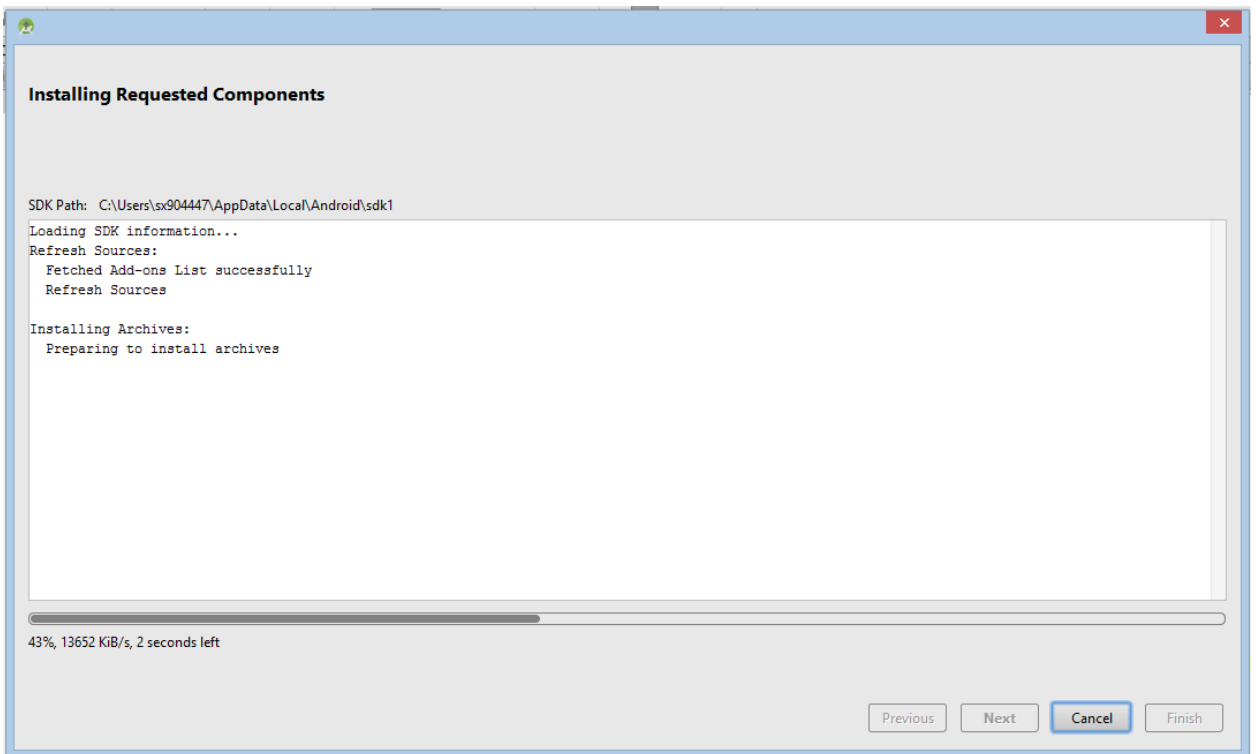 Installing Requested Components
SDK Path: C:\Users\sx904447\AppData\Local\Android\sdk1
Loading SDK information...
Refresh Sources:
Fetched Add-ons List successfully
Refresh Sources
Installing Archives:
Preparing to install archives
43%, 13652 KiB/s, 2 seconds left
Previous
Next
Cancel
Finish